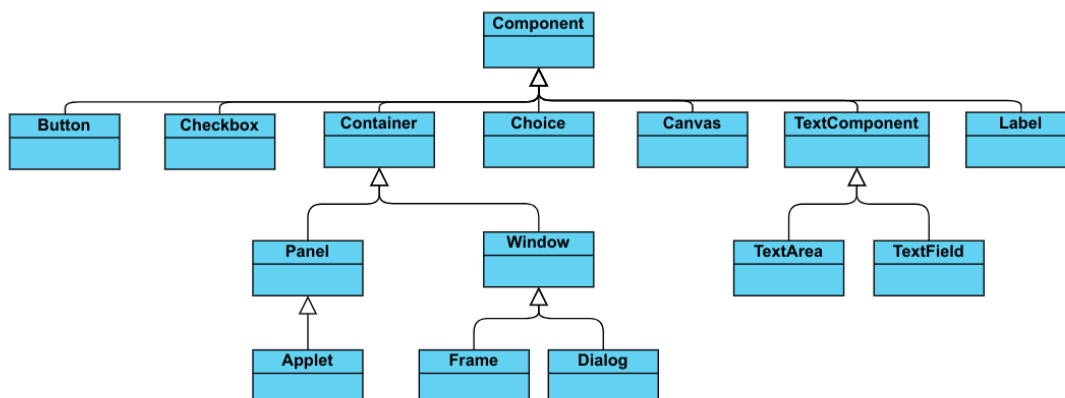 Component
Button
Checkbox
Container
Choice
Canvas
TextComponent
Label
Panel
Window
TextArea
TextField
Applet
Frame
Dialog